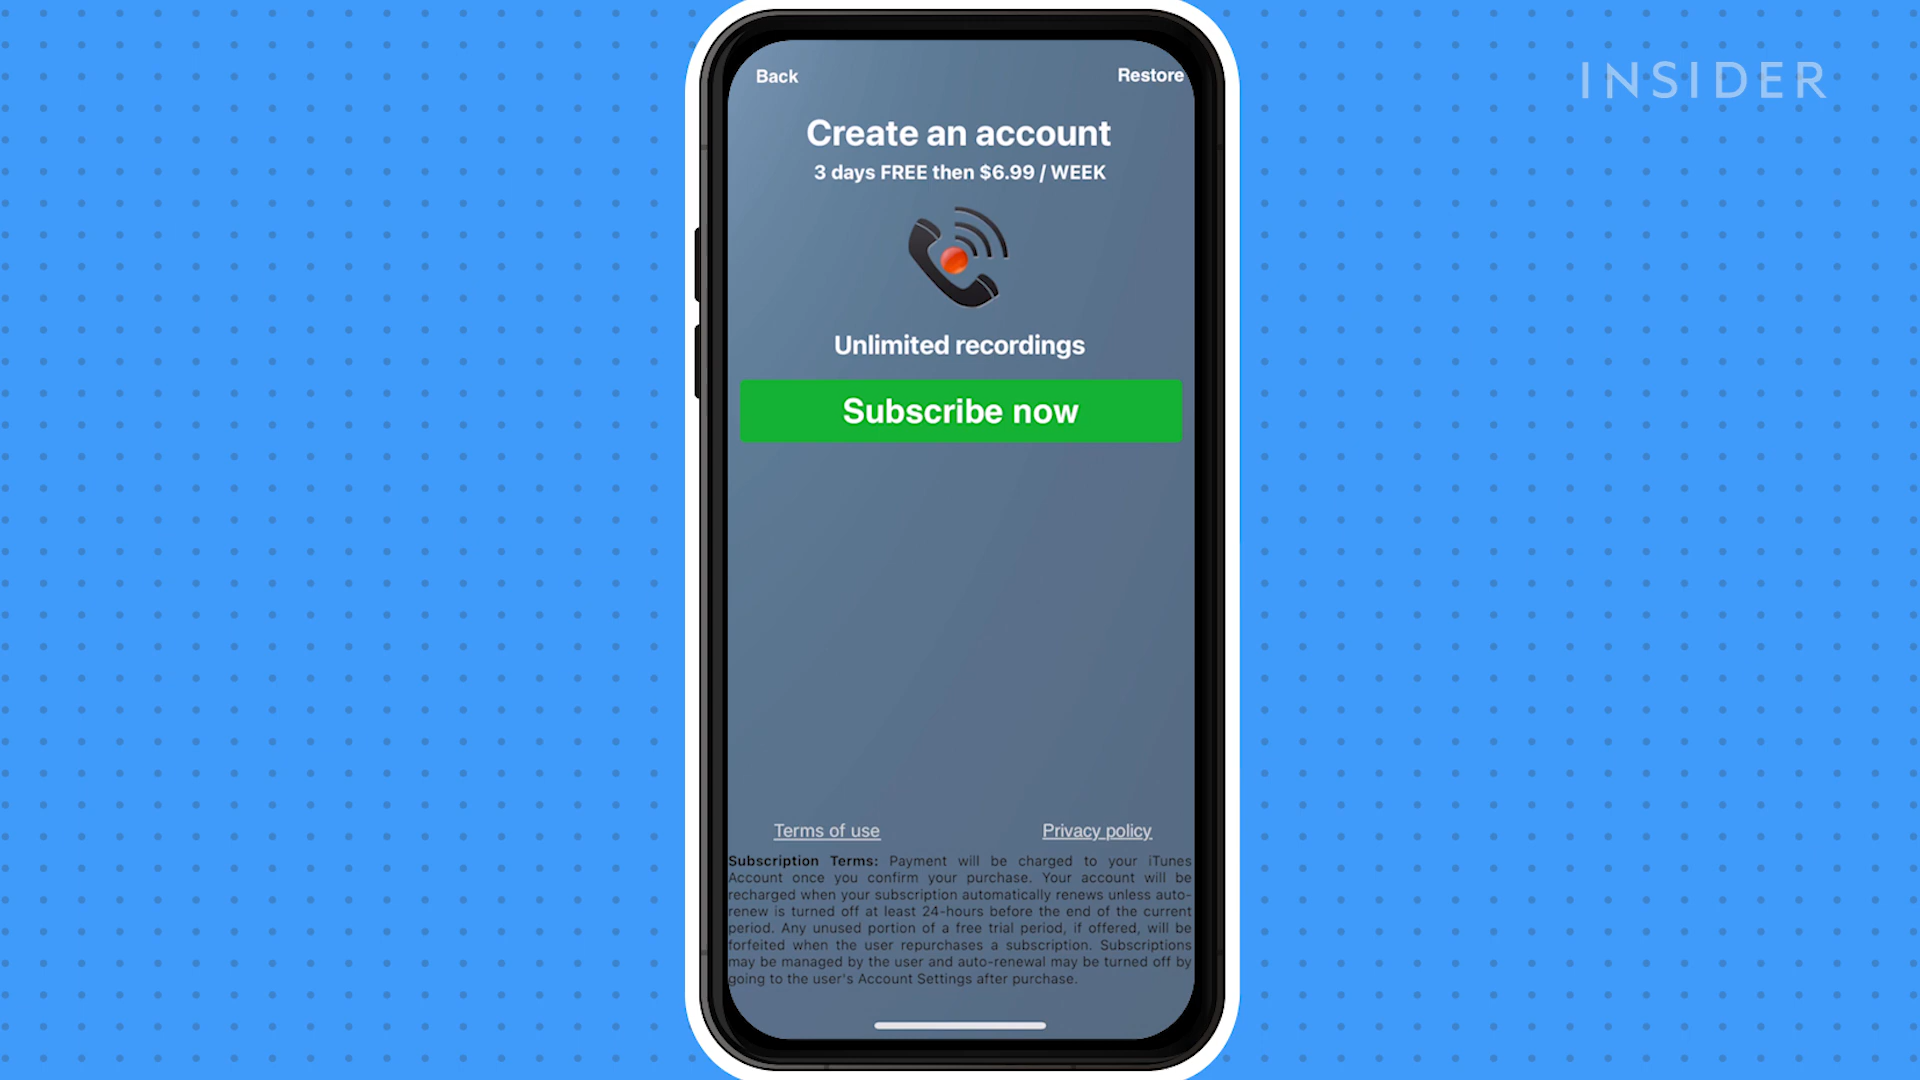 INSIDER
Back
Restore
Create an account
3 days FREE then $6.99 / WEEK
Unlimited recordings
Subscribe now
Terms of use
Privacy policy
Subscription Terms: Payment will be charged to your iTunes
Account once you confirm your purchase. Your account will be
recharged when your subscription automatically renews unless auto-
renew is turned off at least 24-hours before the end of the current
period. Any unused portion of a free trial period, if offered, will be
forfeited when the user repurchases a subscription. Subscriptions
may be managed by the user and auto-renewal may be turned off by
going to the user's Account Settings after purchase.